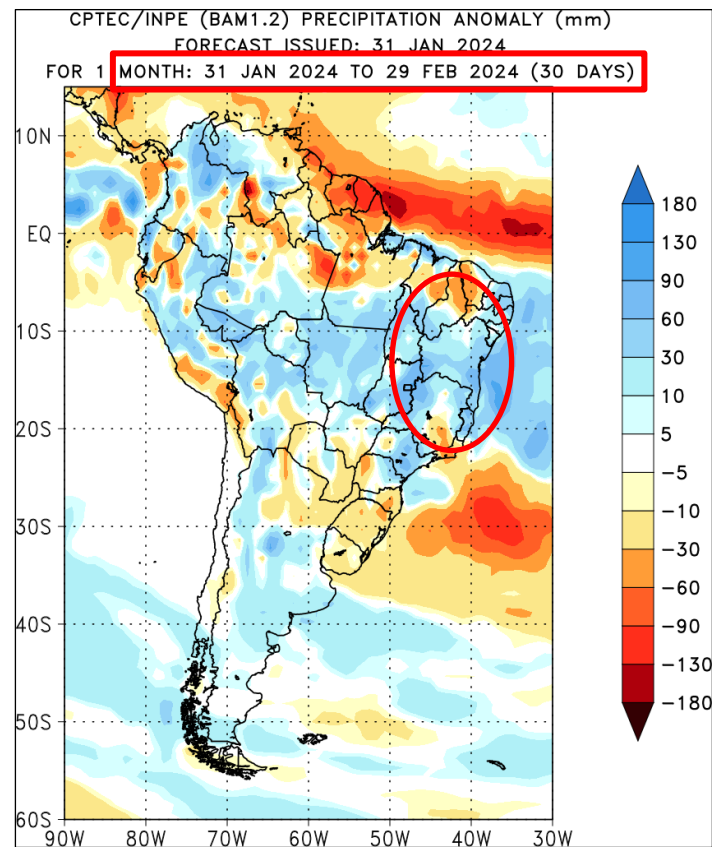 CPTEC/INPE (BAM1.2) PRECIPITATION ANOMALY (mm)
FORECAST ISSUED: 31 JAN 2024
FOR 1 MONTH: 31 JAN 2024 TO 29 FEB 2024 (30 DAYS)
10N
EQ
10S
20S
30S
40S
50S
60S
90W 80W 70W 60W 50W 40W 30W
180
130
90
60
30
10
5
-5
-10
-30
-60
-90
-130
-180